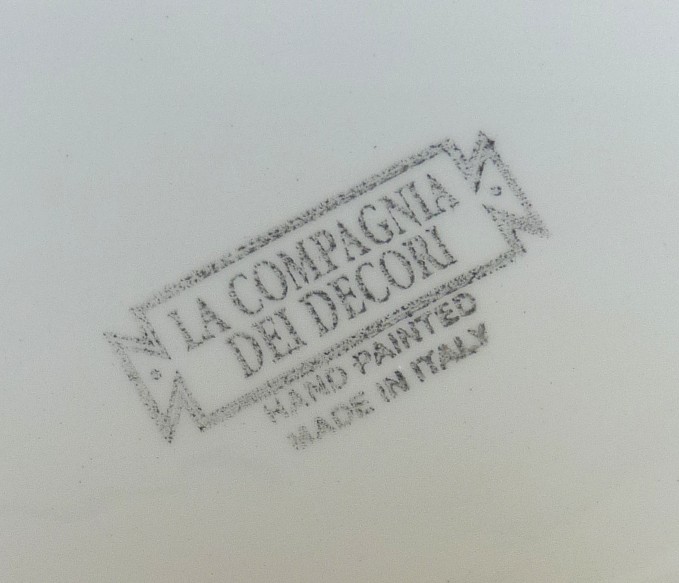 LA COMPAGNIA
DEI DECORI
HAND PAINTED
MADE IN ITALY